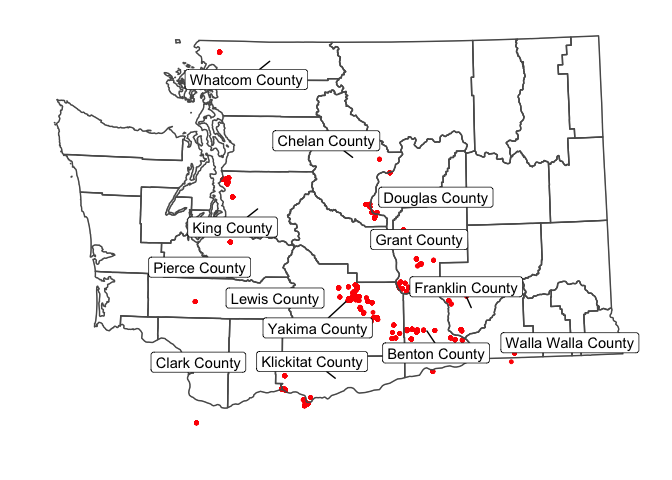 Whatcom County
Chelan County
Douglas County
King County
Grant County
Pierce County
Franklin County
Lewis County
Yakima County
Walla Walla County
Benton County
Clark County
Klickitat County